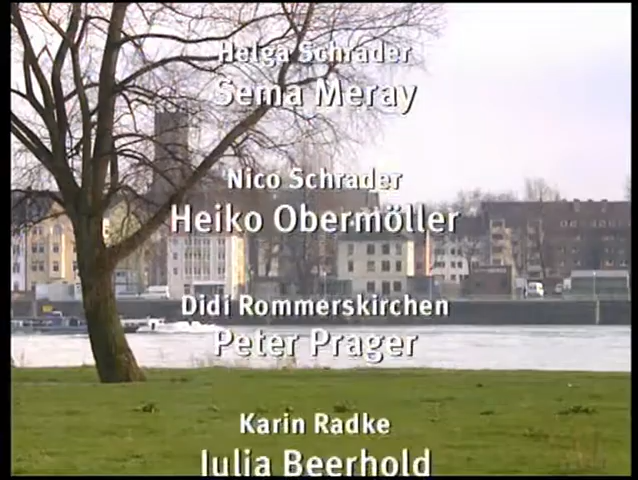 Helga Schrader
Sema Meray
Nico Schrader
Heiko Obermöller
Didi Rommerskirchen
Peter Prager
Karin Radke
Julia Beerhold